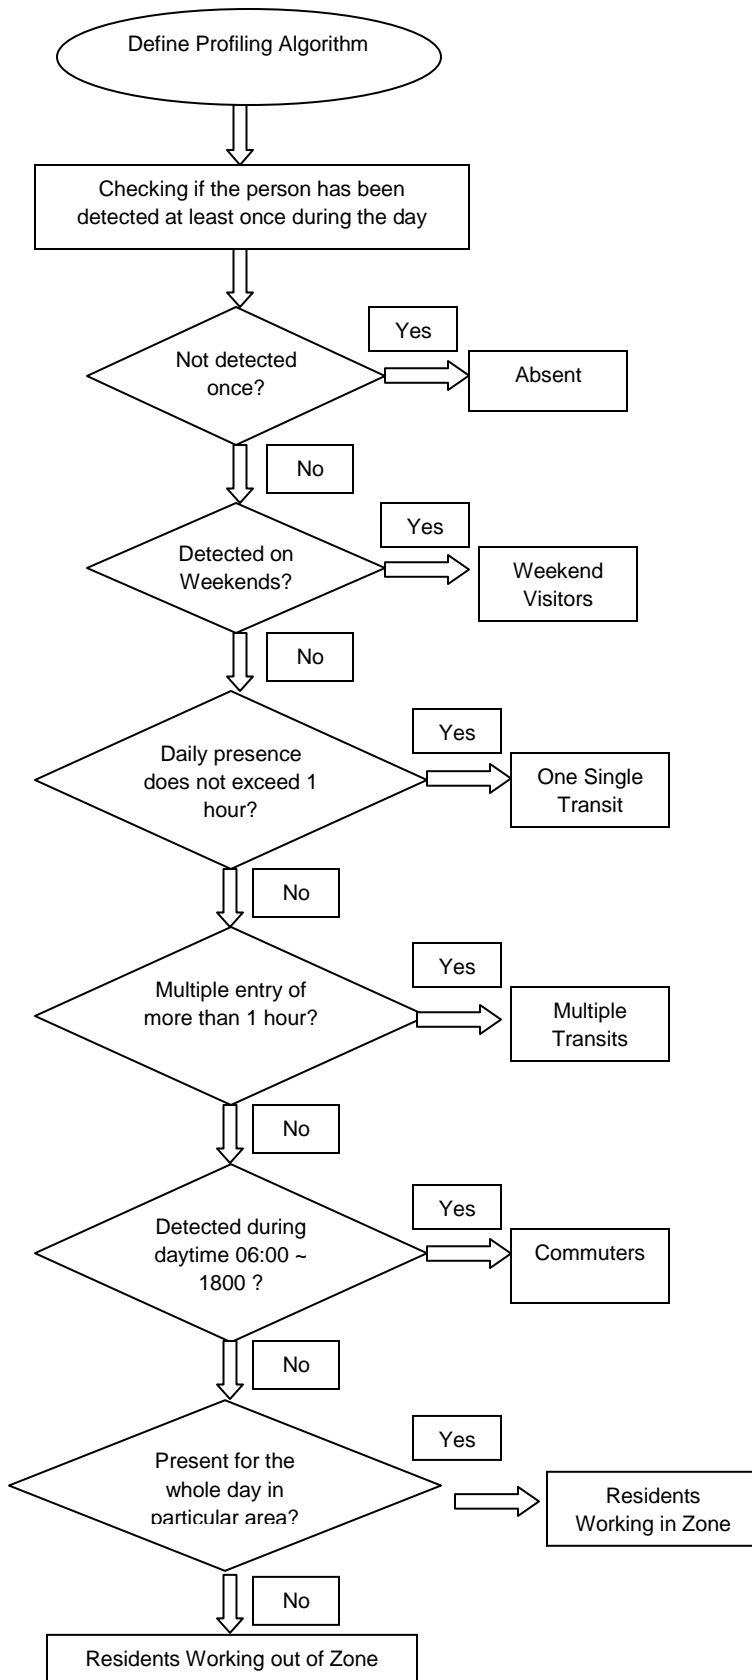 Define Profiling Algorithm
Checking if the person has been
detected at least once during the day
Not detected
once?
Yes
Absent
No
Detected on
Weekends?
Yes
Weekend
Visitors
No
Daily presence
does not exceed 1
hour?
Yes
One Single
Transit
No
Multiple entry of
more than 1 hour?
Yes
Multiple
Transits
No
Detected during
daytime 06:00 ~
1800 ?
Yes
Commuters
No
Present for the
whole day in
particular area?
Yes
Residents
Working in Zone
No
Residents Working out of Zone